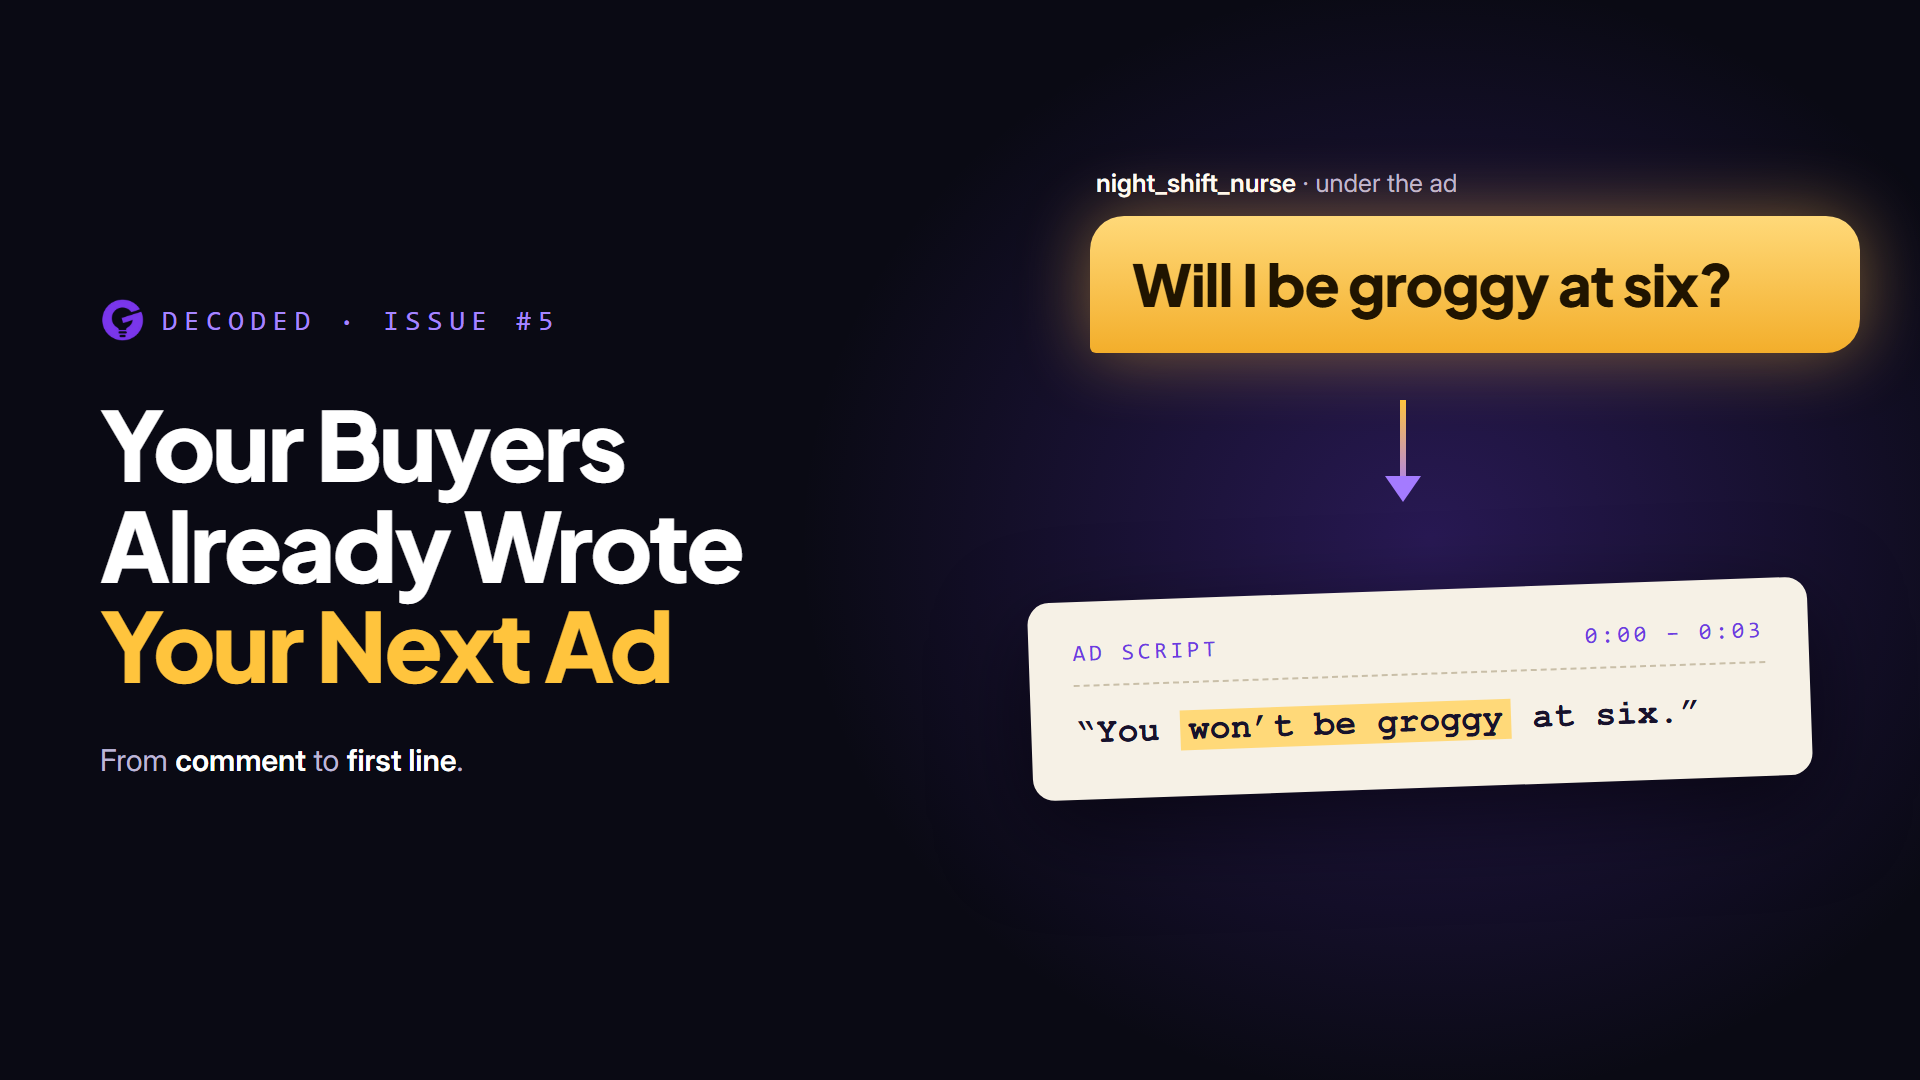 DECODED · ISSUE #5
Your Buyers
Already Wrote
Your Next Ad
From comment to first line.
night_shift_nurse · under the ad
Will I be groggy at six?
AD SCRIPT 0:00 – 0:03
“You won’t be groggy at six.”